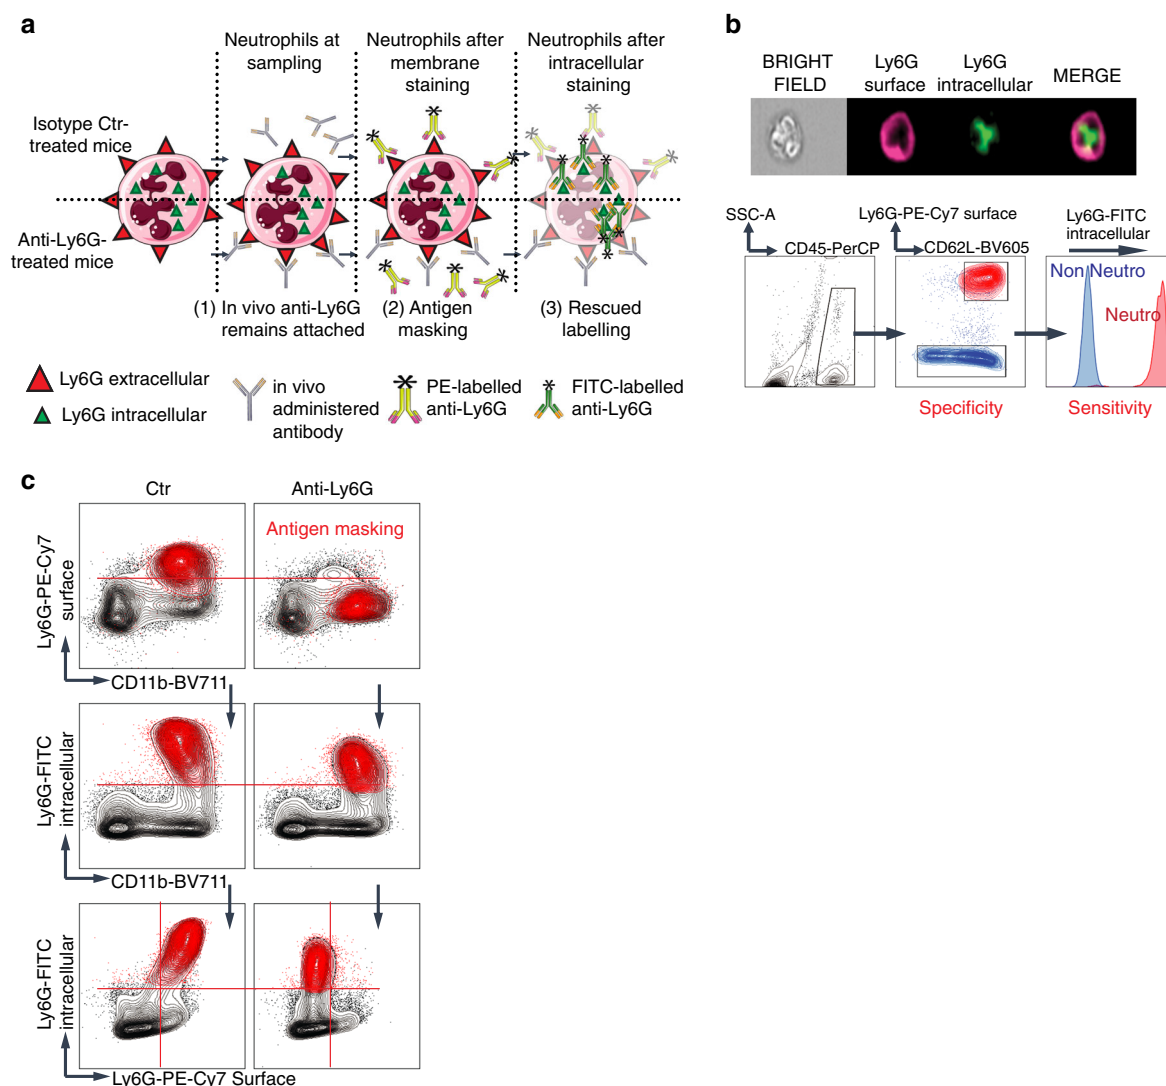 a
Neutrophils at
sampling
Neutrophils after
membrane
staining
Neutrophils after
intracellular
staining
Isotype Ctr-
treated mice
Anti-Ly6G-
treated mice
(1) In vivo anti-Ly6G
remains attached
(2) Antigen
masking
(3) Rescued
labelling
Ly6G extracellular
Ly6G intracellular
in vivo
administered
antibody
PE-labelled
anti-Ly6G
FITC-labelled
anti-Ly6G
b
BRIGHT
FIELD
Ly6G
surface
Ly6G
intracellular
MERGE
SSC-A
CD45-PerCP
Ly6G-PE-Cy7 surface
CD62L-BV605
Ly6G-FITC
intracellular
Non Neutro
Neutro
Specificity
Sensitivity
c
Ctr
Anti-Ly6G
Antigen masking
Ly6G-PE-Cy7
surface
CD11b-BV711
Ly6G-FITC
intracellular
CD11b-BV711
Ly6G-FITC
intracellular
Ly6G-PE-Cy7 Surface